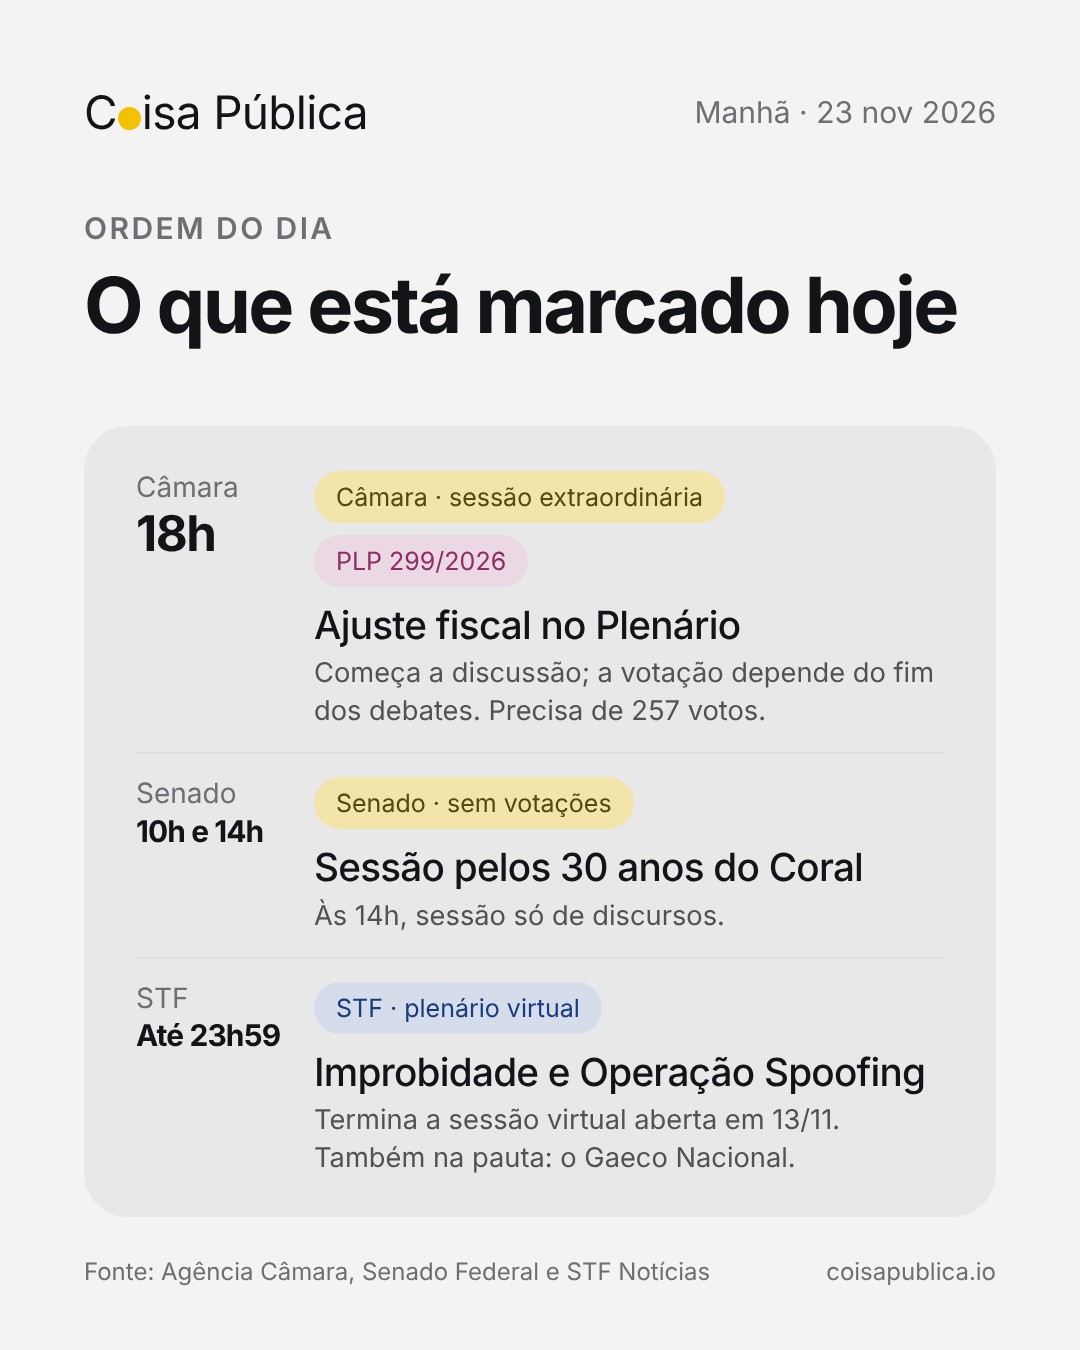 Coisa Pública
Manhã · 23 nov 2026
ORDEM DO DIA
O que está marcado hoje
Câmara
18h
Câmara · sessão extraordinária
PLP 299/2026
Ajuste fiscal no Plenário
Começa a discussão; a votação depende do fim
dos debates. Precisa de 257 votos.
Senado
10h e 14h
Senado · sem votações
Sessão pelos 30 anos do Coral
Às 14h, sessão só de discursos.
STF
Até 23h59
STF · plenário virtual
Improbidade e Operação Spoofing
Termina a sessão virtual aberta em 13/11.
Também na pauta: o Gaeco Nacional.
Fonte: Agência Câmara, Senado Federal e STF Notícias
coisapublica.io